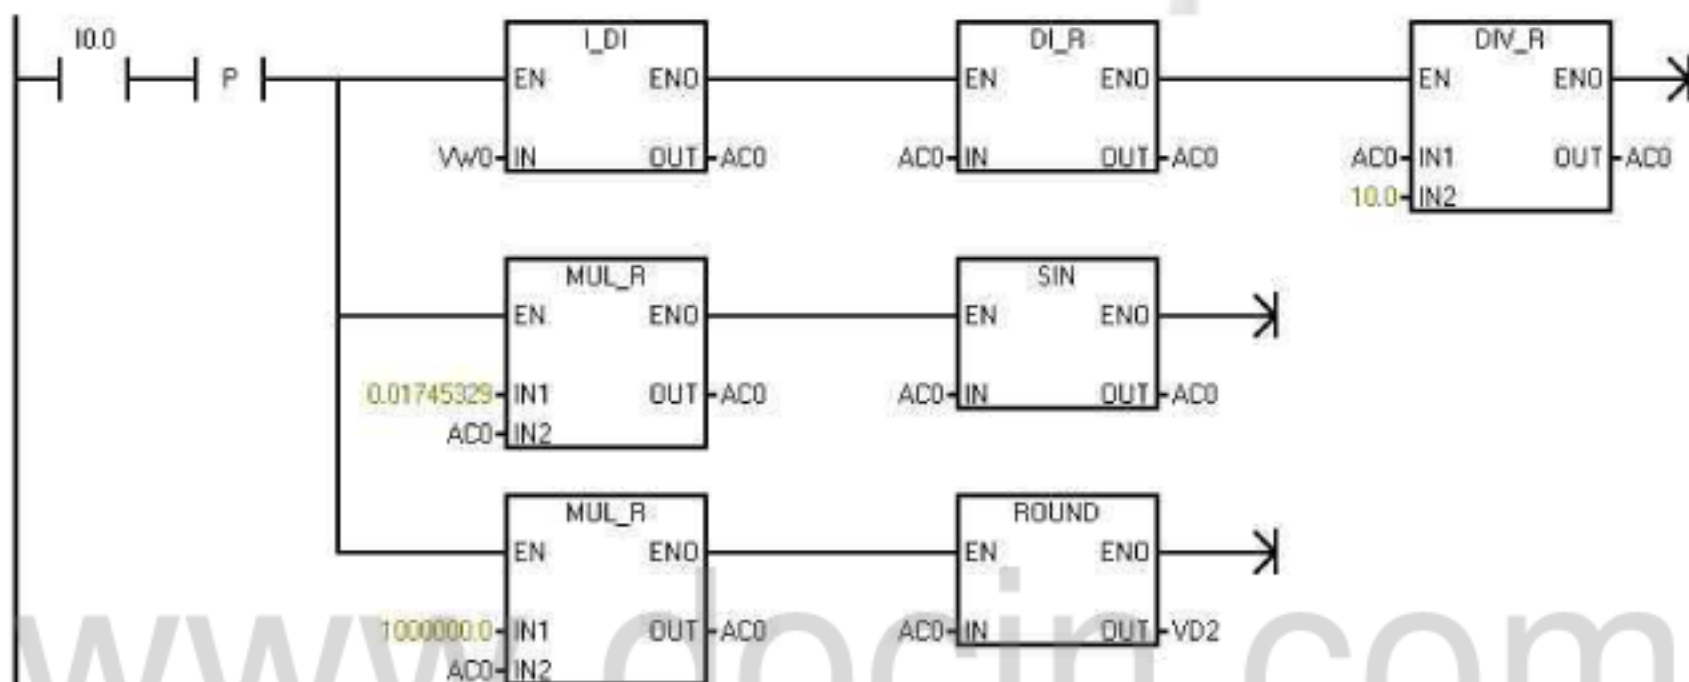 I0.0
P
I_DI
EN ENO
VW0 IN OUT AC0
DI_R
EN ENO
AC0 IN OUT AC0
DIV_R
EN ENO
AC0 IN1 OUT AC0
10.0 IN2
MUL_R
EN ENO
0.01745329 IN1 OUT AC0
AC0 IN2
SIN
EN ENO
AC0 IN OUT AC0
MUL_R
EN ENO
1000000.0 IN1 OUT AC0
AC0 IN2
ROUND
EN ENO
AC0 IN OUT VD2
www.docin.com